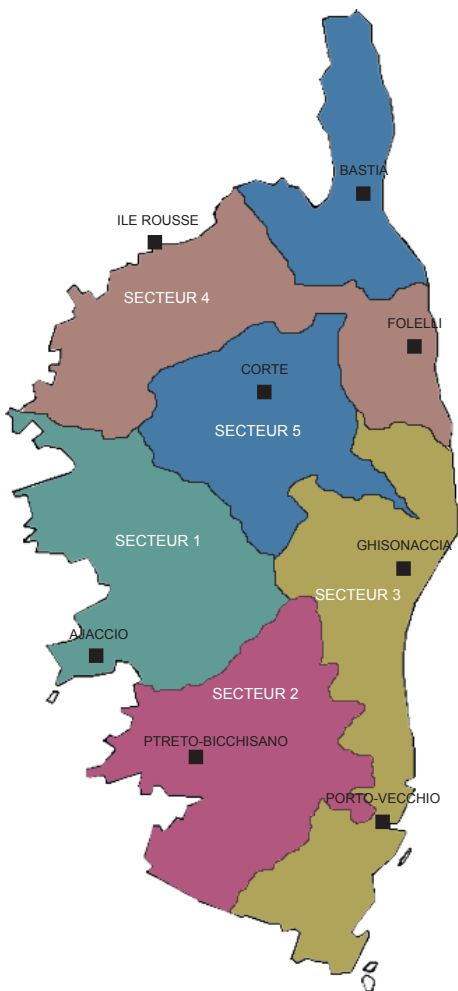 BASTIA
ILE ROUSSE
SECTEUR 4
FOLELLI
CORTE
SECTEUR 5
SECTEUR 1
GHISONACCIA
SECTEUR 3
AJACCIO
SECTEUR 2
PTRETO-BICCHISANO
PORTO-VECCHIO